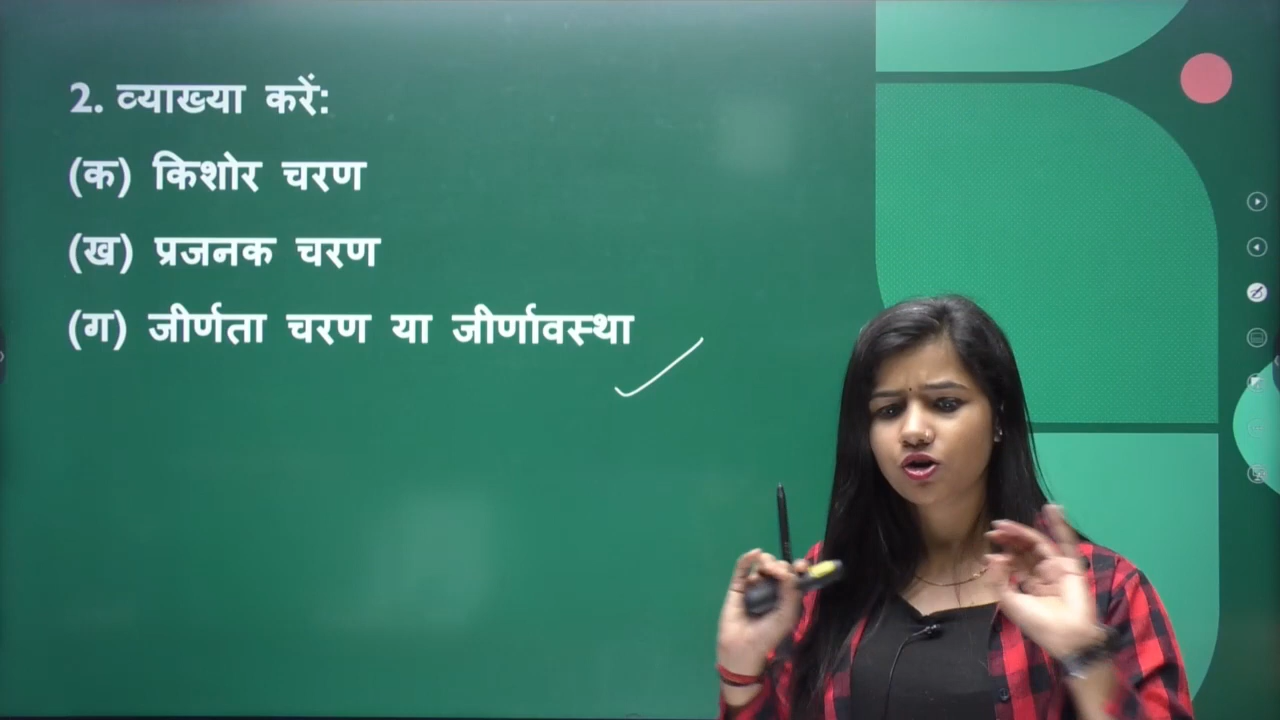 2. व्याख्या करें:
(क) किशोर चरण
(ख) प्रजनक चरण
(ग) जीर्णता चरण या जीर्णावस्था